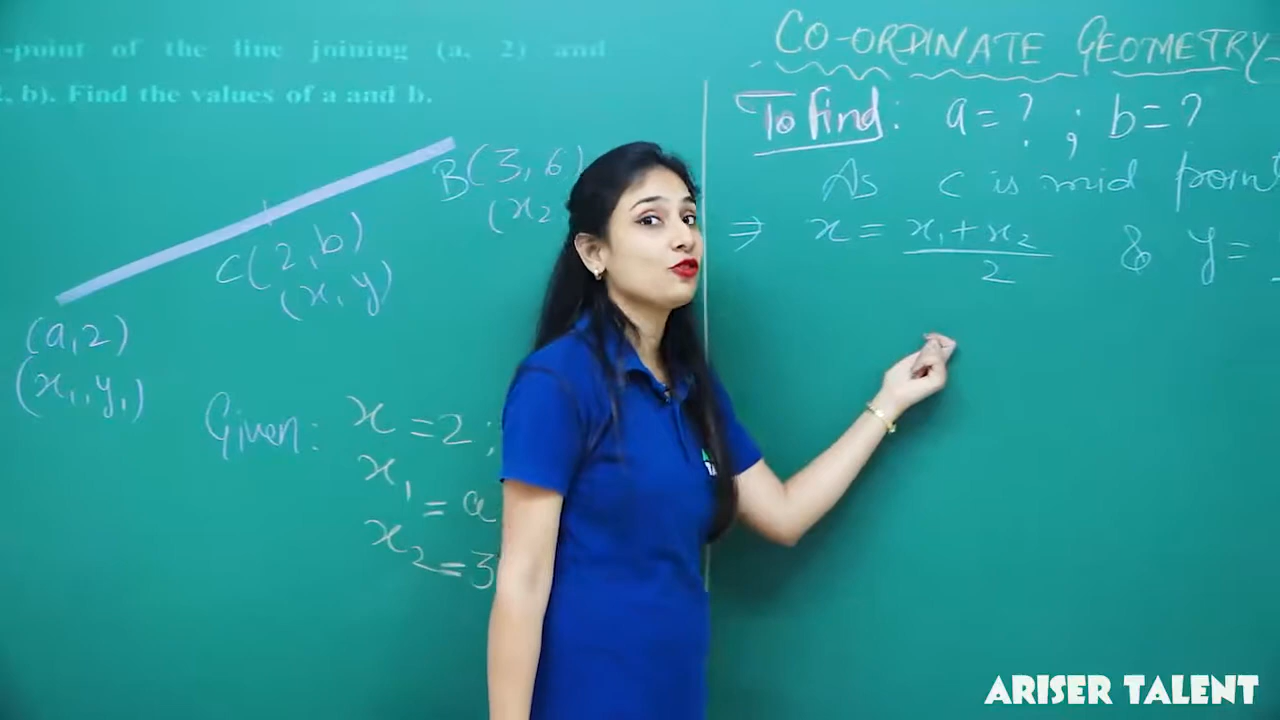 -point of the line joining (a, 2) and
2, b). Find the values of a and b.
CO-ORDINATE GEOMETRY
To find: a=? ; b=?
As C is mid point
⇒ x = x₁+x₂/2 & y =
B(3,6)
(x₂
C(2,b)
(x,y)
(a,2)
(x₁,y₁)
Given: x=2;
x₁=a
x₂=3
ARISER TALENT